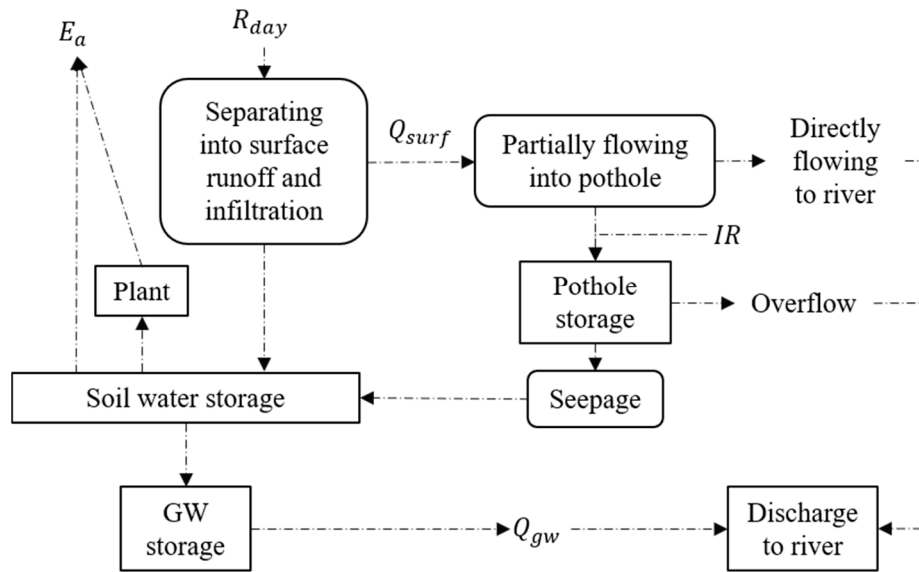 E_a
R_day
Separating
into surface
runoff and
infiltration
Q_surf
Partially flowing
into pothole
Directly
flowing
to river
IR
Plant
Pothole
storage
Overflow
Soil water storage
Seepage
GW
storage
Q_gw
Discharge
to river